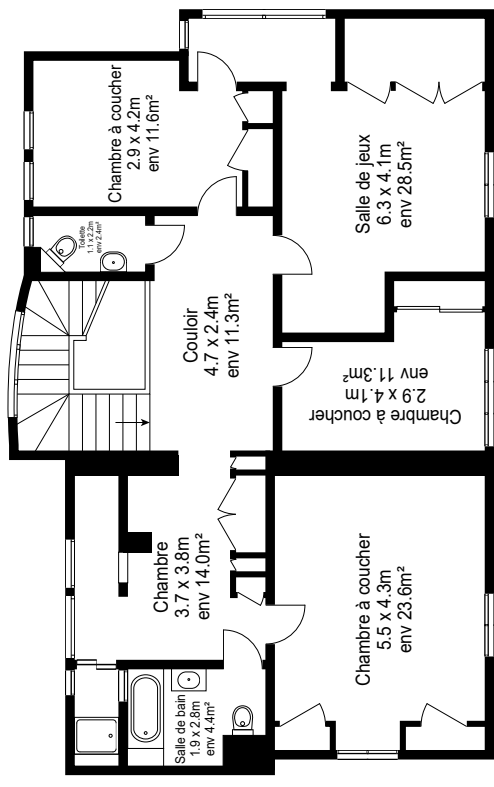 Chambre à coucher
2.9 x 4.2m
env 11.6m²
Salle de jeux
6.3 x 4.1m
env 28.5m²
Toilette
1.1 x 2.2m
env 2.4m²
Couloir
4.7 x 2.4m
env 11.3m²
Chambre à coucher
2.9 x 4.1m
env 11.3m²
Chambre
3.7 x 3.8m
env 14.0m²
Chambre à coucher
5.5 x 4.3m
env 23.6m²
Salle de bain
1.9 x 2.8m
env 4.4m²